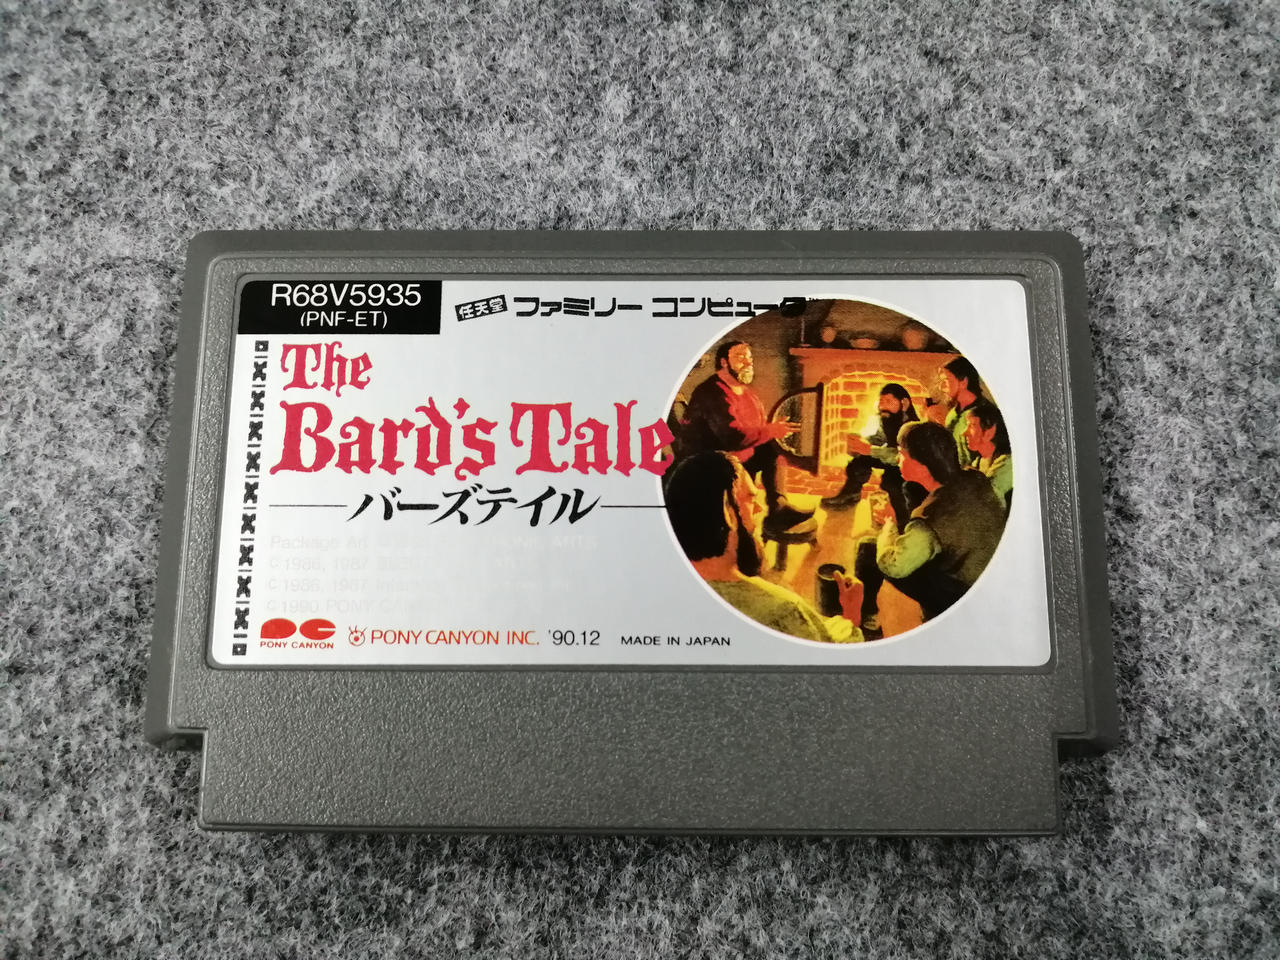 R68V5935
(PNF-ET)
任天堂 ファミリー コンピュータ
The
Bard's Tale
バーズテイル
Package Art ARTS
©1986, 1987
©1986, 1987
©1990 PONY
PONY CANYON
PONY CANYON INC. '90.12 MADE IN JAPAN